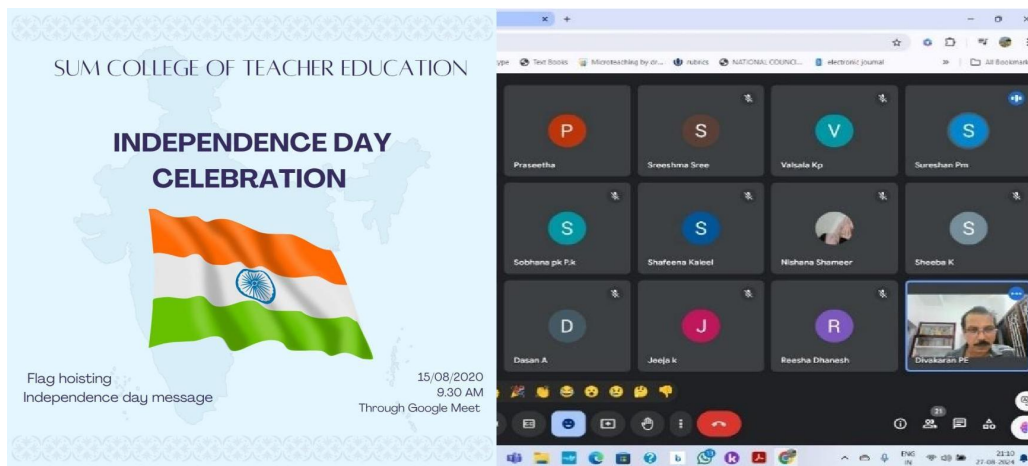 SUM COLLEGE OF TEACHER EDUCATION
INDEPENDENCE DAY
CELEBRATION
Flag hoisting
Independence day message
15/08/2020
9.30 AM
Through Google Meet
Text Books
Microteaching by dr...
rubrics
NATIONAL COUNCI...
electronic journal
All Bookmark
P
Praseetha
S
Sreeshma Sree
V
Valsala Kp
S
Sureshan Pm
S
Sobhana pk P.k
S
Shafeena Kaleel
Nishana Shameer
S
Sheeba K
D
Dasan A
J
Jeeja k
R
Reesha Dhanesh
Divakaran PE
21
ENG
IN
21:10
27-08-2024